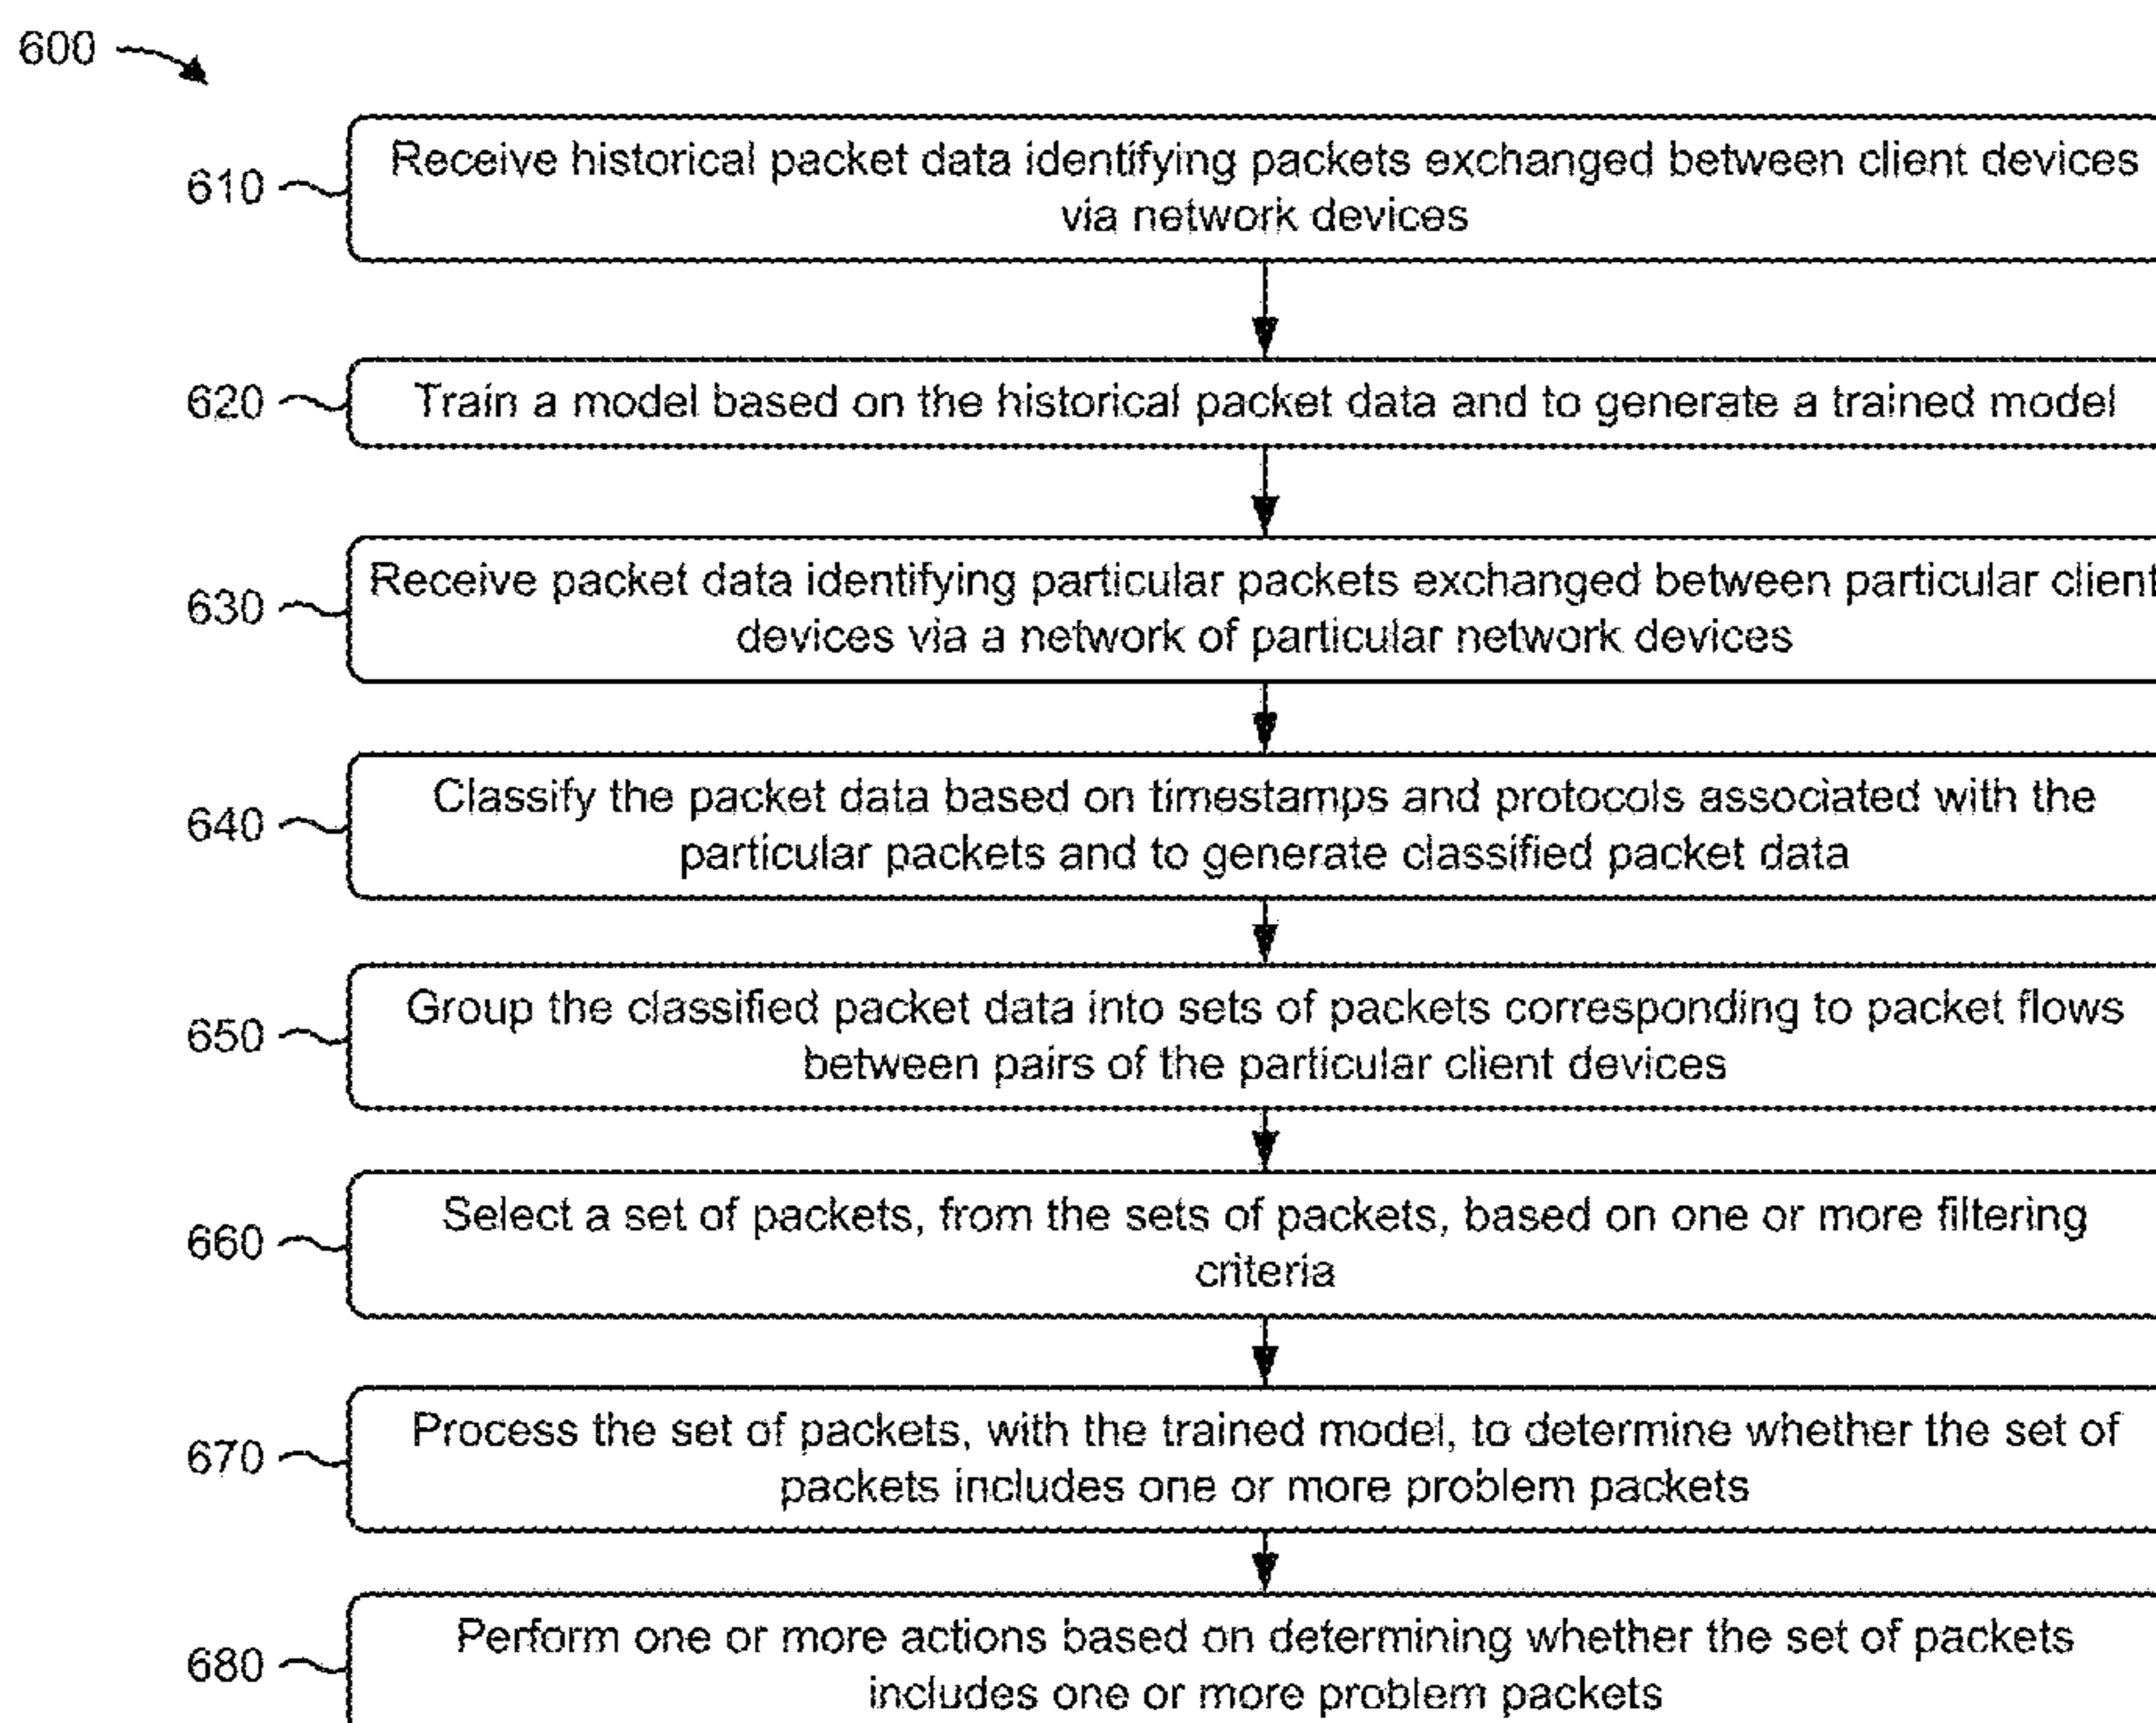 600
610
Receive historical packet data identifying packets exchanged between client devices
via network devices
620
Train a model based on the historical packet data and to generate a trained model
630
Receive packet data identifying particular packets exchanged between particular client
devices via a network of particular network devices
640
Classify the packet data based on timestamps and protocols associated with the
particular packets and to generate classified packet data
650
Group the classified packet data into sets of packets corresponding to packet flows
between pairs of the particular client devices
660
Select a set of packets, from the sets of packets, based on one or more filtering
criteria
670
Process the set of packets, with the trained model, to determine whether the set of
packets includes one or more problem packets
680
Perform one or more actions based on determining whether the set of packets
includes one or more problem packets